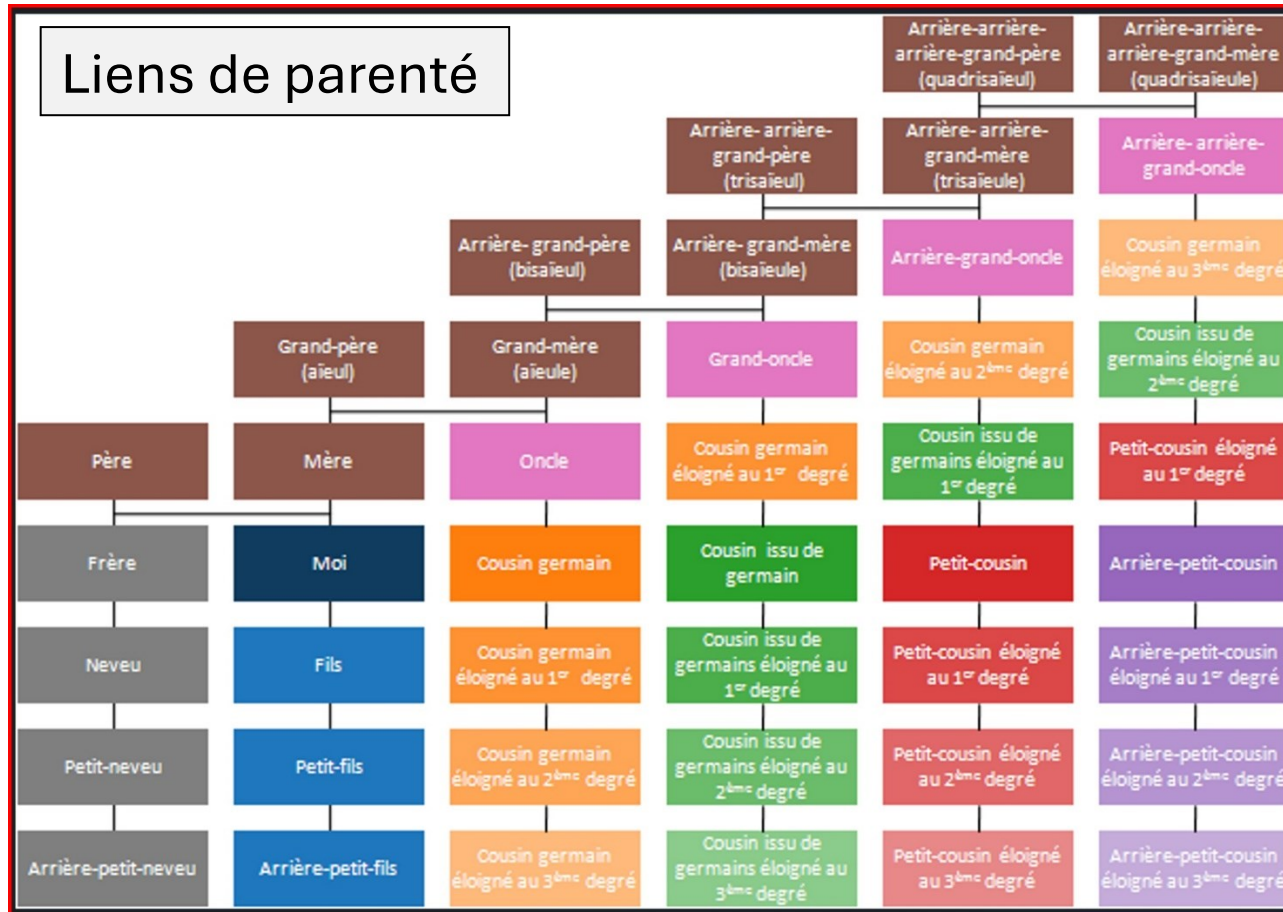 Liens de parenté
Arrière-arrière-
arrière-grand-père
(quadrisaïeul)
Arrière-arrière-
arrière-grand-mère
(quadrisaïeule)
Arrière- arrière-
grand-père
(trisaïeul)
Arrière- arrière-
grand-mère
(trisaïeule)
Arrière- arrière-
grand-oncle
Arrière- grand-père
(bisaïeul)
Arrière- grand-mère
(bisaïeule)
Arrière-grand-oncle
Cousin germain
éloigné au 3ème degré
Grand-père
(aïeul)
Grand-mère
(aïeule)
Grand-oncle
Cousin germain
éloigné au 2ème degré
Cousin issu de
germains éloigné au
2ème degré
Père
Mère
Oncle
Cousin germain
éloigné au 1er degré
Cousin issu de
germains éloigné au
1er degré
Petit-cousin éloigné
au 1er degré
Frère
Moi
Cousin germain
Cousin issu de
germain
Petit-cousin
Arrière-petit-cousin
Neveu
Fils
Cousin germain
éloigné au 1er degré
Cousin issu de
germains éloigné au
1er degré
Petit-cousin éloigné
au 1er degré
Arrière-petit-cousin
éloigné au 1er degré
Petit-neveu
Petit-fils
Cousin germain
éloigné au 2ème degré
Cousin issu de
germains éloigné au
2ème degré
Petit-cousin éloigné
au 2ème degré
Arrière-petit-cousin
éloigné au 2ème degré
Arrière-petit-neveu
Arrière-petit-fils
Cousin germain
éloigné au 3ème degré
Cousin issu de
germains éloigné au
3ème degré
Petit-cousin éloigné
au 3ème degré
Arrière-petit-cousin
éloigné au 3ème degré